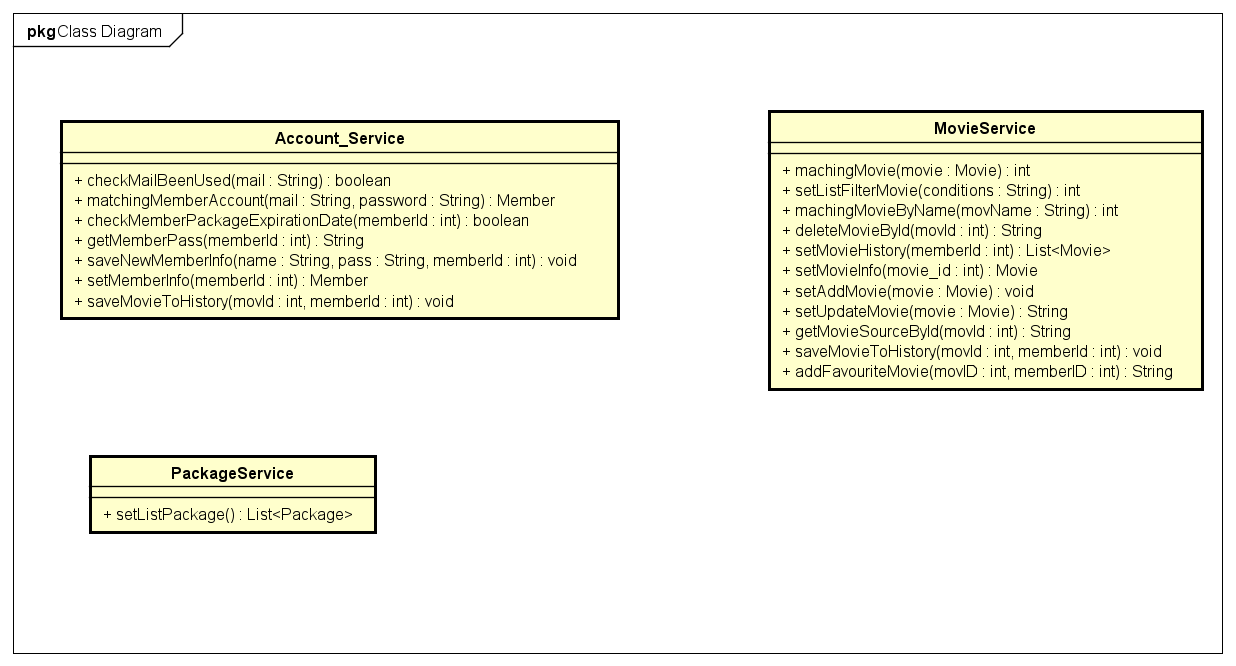 pkg Class Diagram
Account_Service
+ checkMailBeenUsed(mail : String) : boolean
+ matchingMemberAccount(mail : String, password : String) : Member
+ checkMemberPackageExpirationDate(memberId : int) : boolean
+ getMemberPass(memberId : int) : String
+ saveNewMemberInfo(name : String, pass : String, memberId : int) : void
+ setMemberInfo(memberId : int) : Member
+ saveMovieToHistory(movId : int, memberId : int) : void
MovieService
+ machingMovie(movie : Movie) : int
+ setListFilterMovie(conditions : String) : int
+ machingMovieByName(movName : String) : int
+ deleteMovieById(movId : int) : String
+ setMovieHistory(memberId : int) : List<Movie>
+ setMovieInfo(movie_id : int) : Movie
+ setAddMovie(movie : Movie) : void
+ setUpdateMovie(movie : Movie) : String
+ getMovieSourceById(movId : int) : String
+ saveMovieToHistory(movId : int, memberId : int) : void
+ addFavouriteMovie(movID : int, memberID : int) : String
PackageService
+ setListPackage() : List<Package>